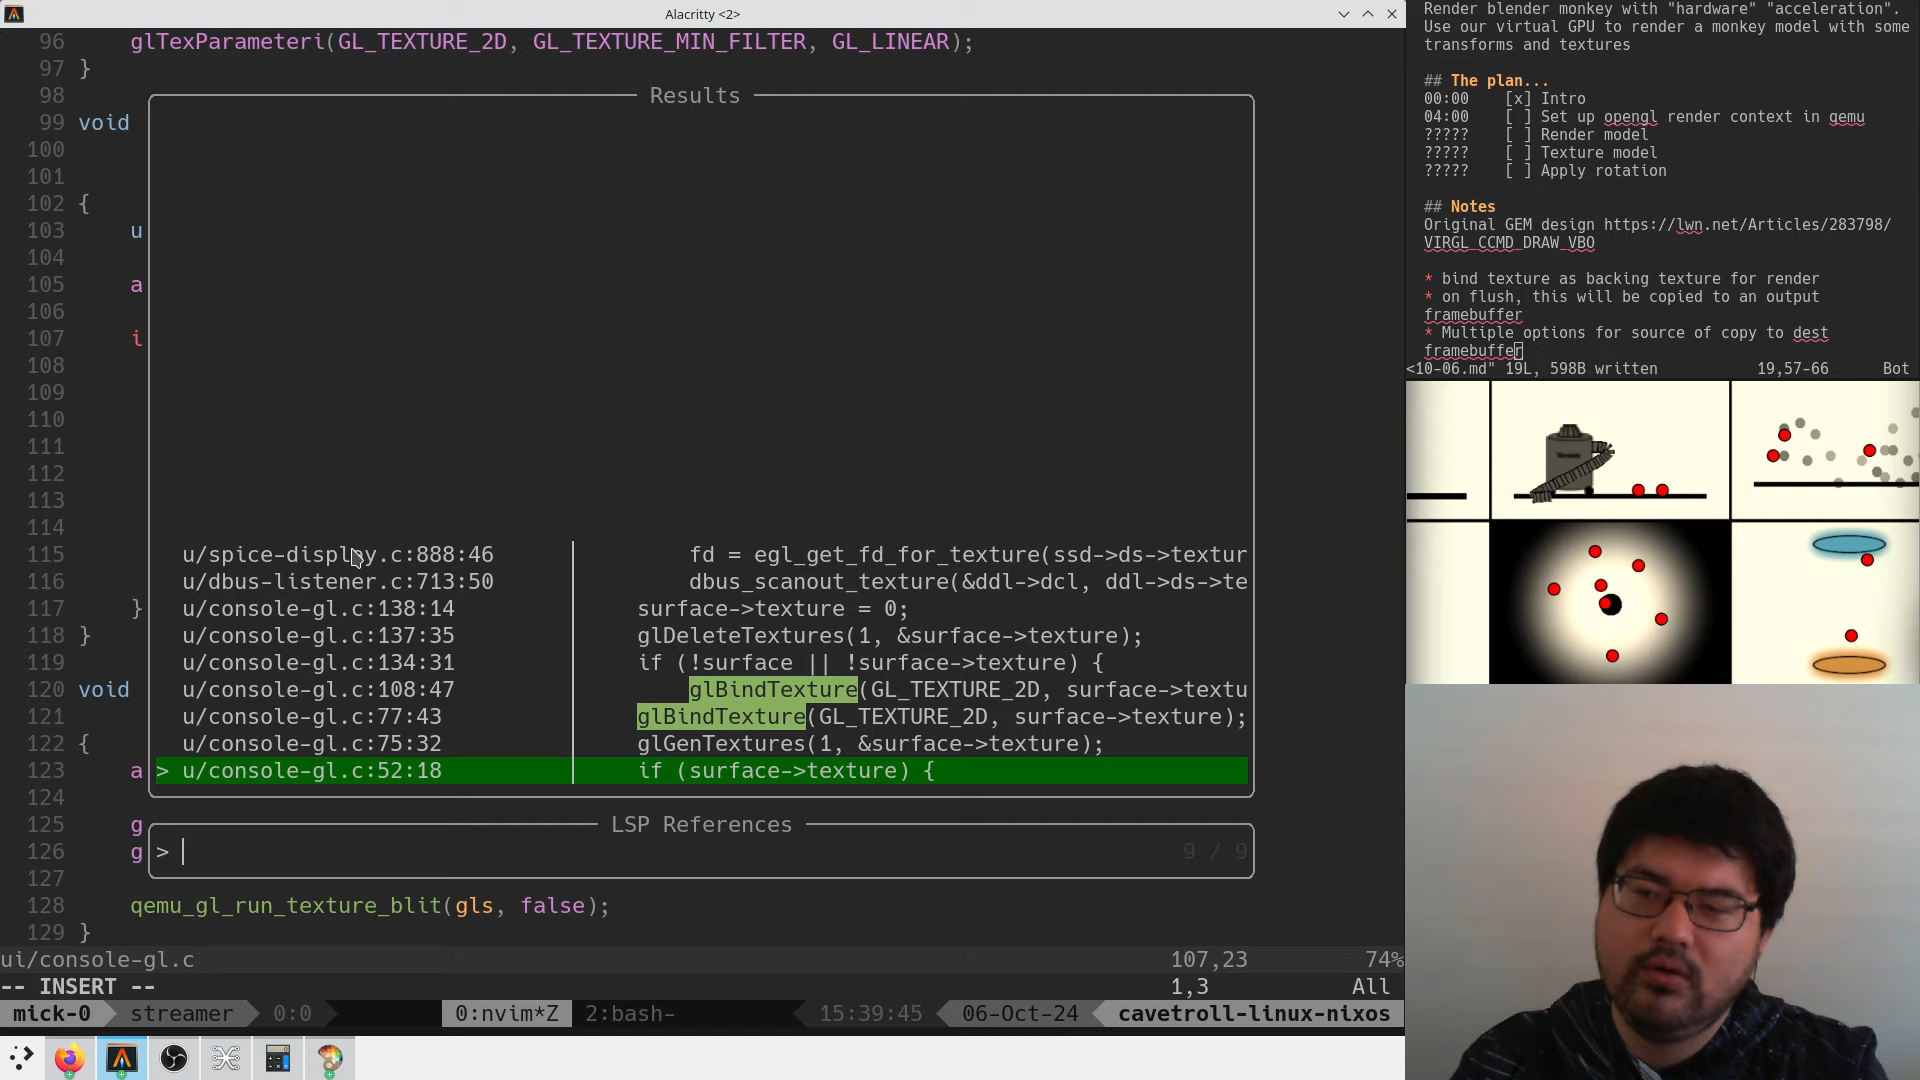 Alacritty <2>
96 glTexParameteri(GL_TEXTURE_2D, GL_TEXTURE_MIN_FILTER, GL_LINEAR);
97 }
98
99 void
100
101
102 {
103 u
104
105 a
106
107 i
108
109
110
111
112
113
114
115
116
117 }
118 }
119
120 void
121
122 {
123 a
124
125 g
126 g
127
128 qemu_gl_run_texture_blit(gls, false);
129 }
Results
u/spice-display.c:888:46 fd = egl_get_fd_for_texture(ssd->ds->textur
u/dbus-listener.c:713:50 dbus_scanout_texture(&ddl->dcl, ddl->ds->te
u/console-gl.c:138:14 surface->texture = 0;
u/console-gl.c:137:35 glDeleteTextures(1, &surface->texture);
u/console-gl.c:134:31 if (!surface || !surface->texture) {
u/console-gl.c:108:47 glBindTexture(GL_TEXTURE_2D, surface->textu
u/console-gl.c:77:43 glBindTexture(GL_TEXTURE_2D, surface->texture);
u/console-gl.c:75:32 glGenTextures(1, &surface->texture);
> u/console-gl.c:52:18 if (surface->texture) {
LSP References
> 9 / 9
ui/console-gl.c 107,23 74%
-- INSERT -- 1,3 All
mick-0 streamer 0:0 0:nvim*Z 2:bash- 15:39:45 06-Oct-24 cavetroll-linux-nixos
Render blender monkey with "hardware" "acceleration".
Use our virtual GPU to render a monkey model with some
transforms and textures
## The plan...
00:00 [x] Intro
04:00 [ ] Set up opengl render context in qemu
????? [ ] Render model
????? [ ] Texture model
????? [ ] Apply rotation
## Notes
Original GEM design https://lwn.net/Articles/283798/
VIRGL_CCMD_DRAW_VBO
* bind texture as backing texture for render
* on flush, this will be copied to an output
framebuffer
* Multiple options for source of copy to dest
framebuffer
<10-06.md" 19L, 598B written 19,57-66 Bot